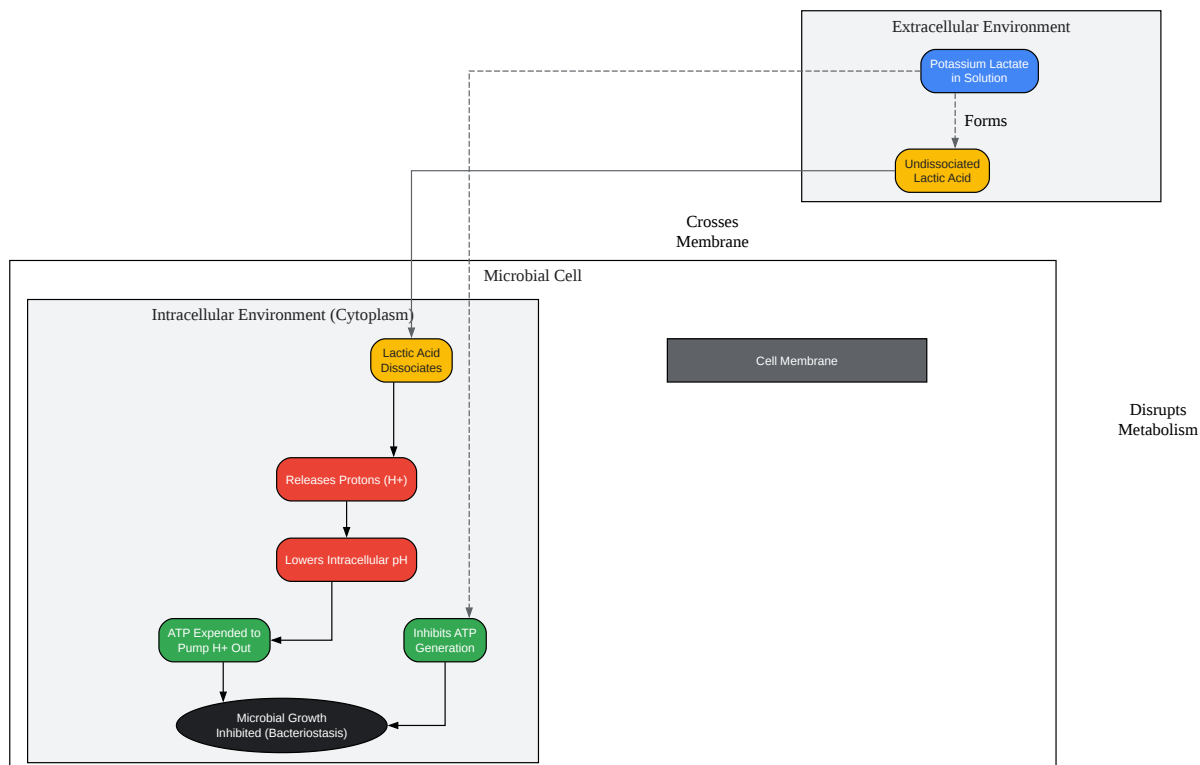 Extracellular Environment
Potassium Lactate
in Solution
Forms
Undissociated
Lactic Acid
Crosses
Membrane
Microbial Cell
Intracellular Environment (Cytoplasm)
Lactic Acid
Dissociates
Cell Membrane
Disrupts
Metabolism
Releases Protons (H+)
Lowers Intracellular pH
ATP Expended to
Pump H+ Out
Inhibits ATP
Generation
Microbial Growth
Inhibited (Bacteriostasis)